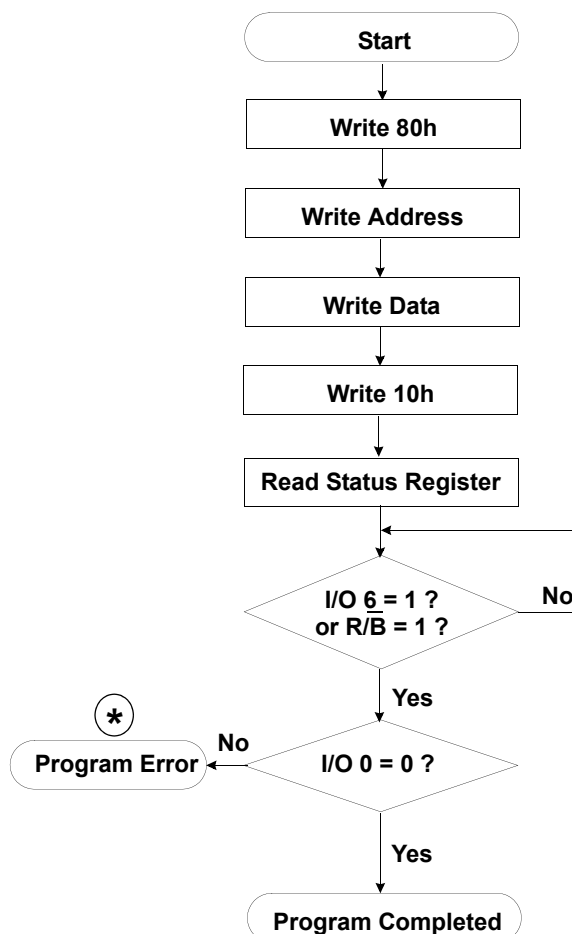 Start
Write 80h
Write Address
Write Data
Write 10h
Read Status Register
I/O 6 = 1 ?
or R/B̅ = 1 ?
No
Yes
*
No
Program Error
I/O 0 = 0 ?
Yes
Program Completed